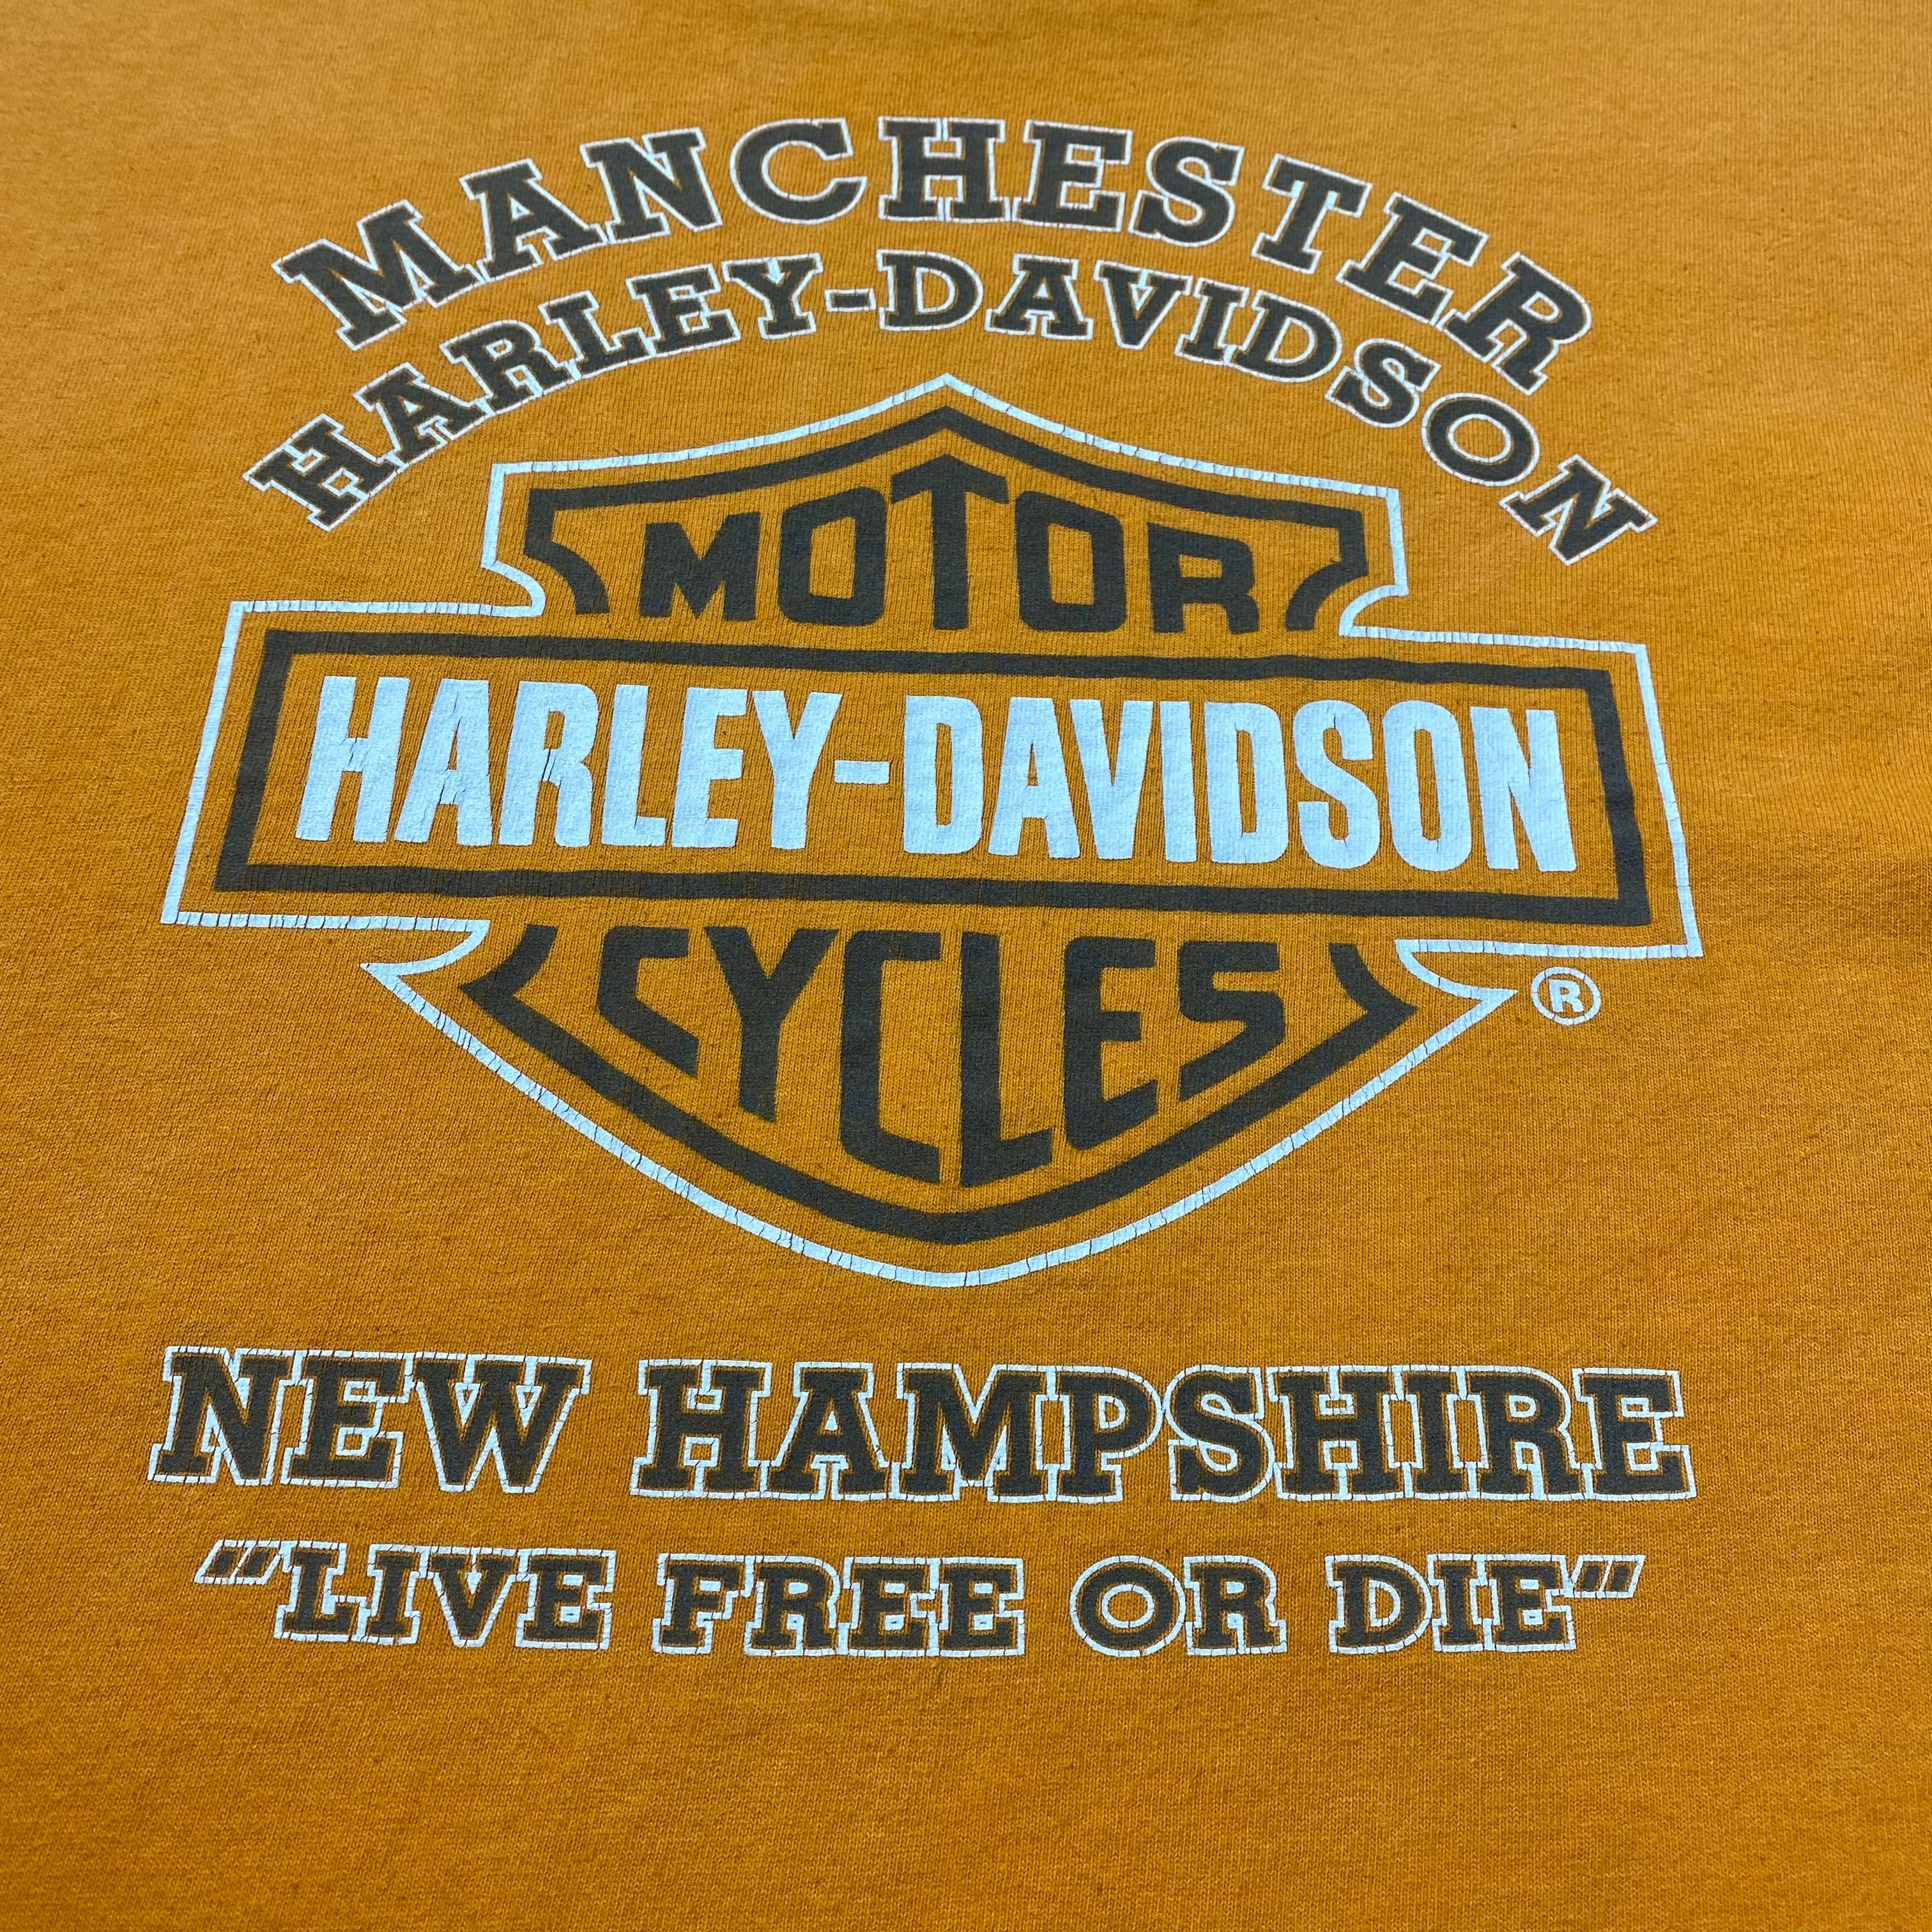 MANCHESTER
HARLEY-DAVIDSON
MOTOR
HARLEY-DAVIDSON
CYCLES
®
NEW HAMPSHIRE
"LIVE FREE OR DIE"